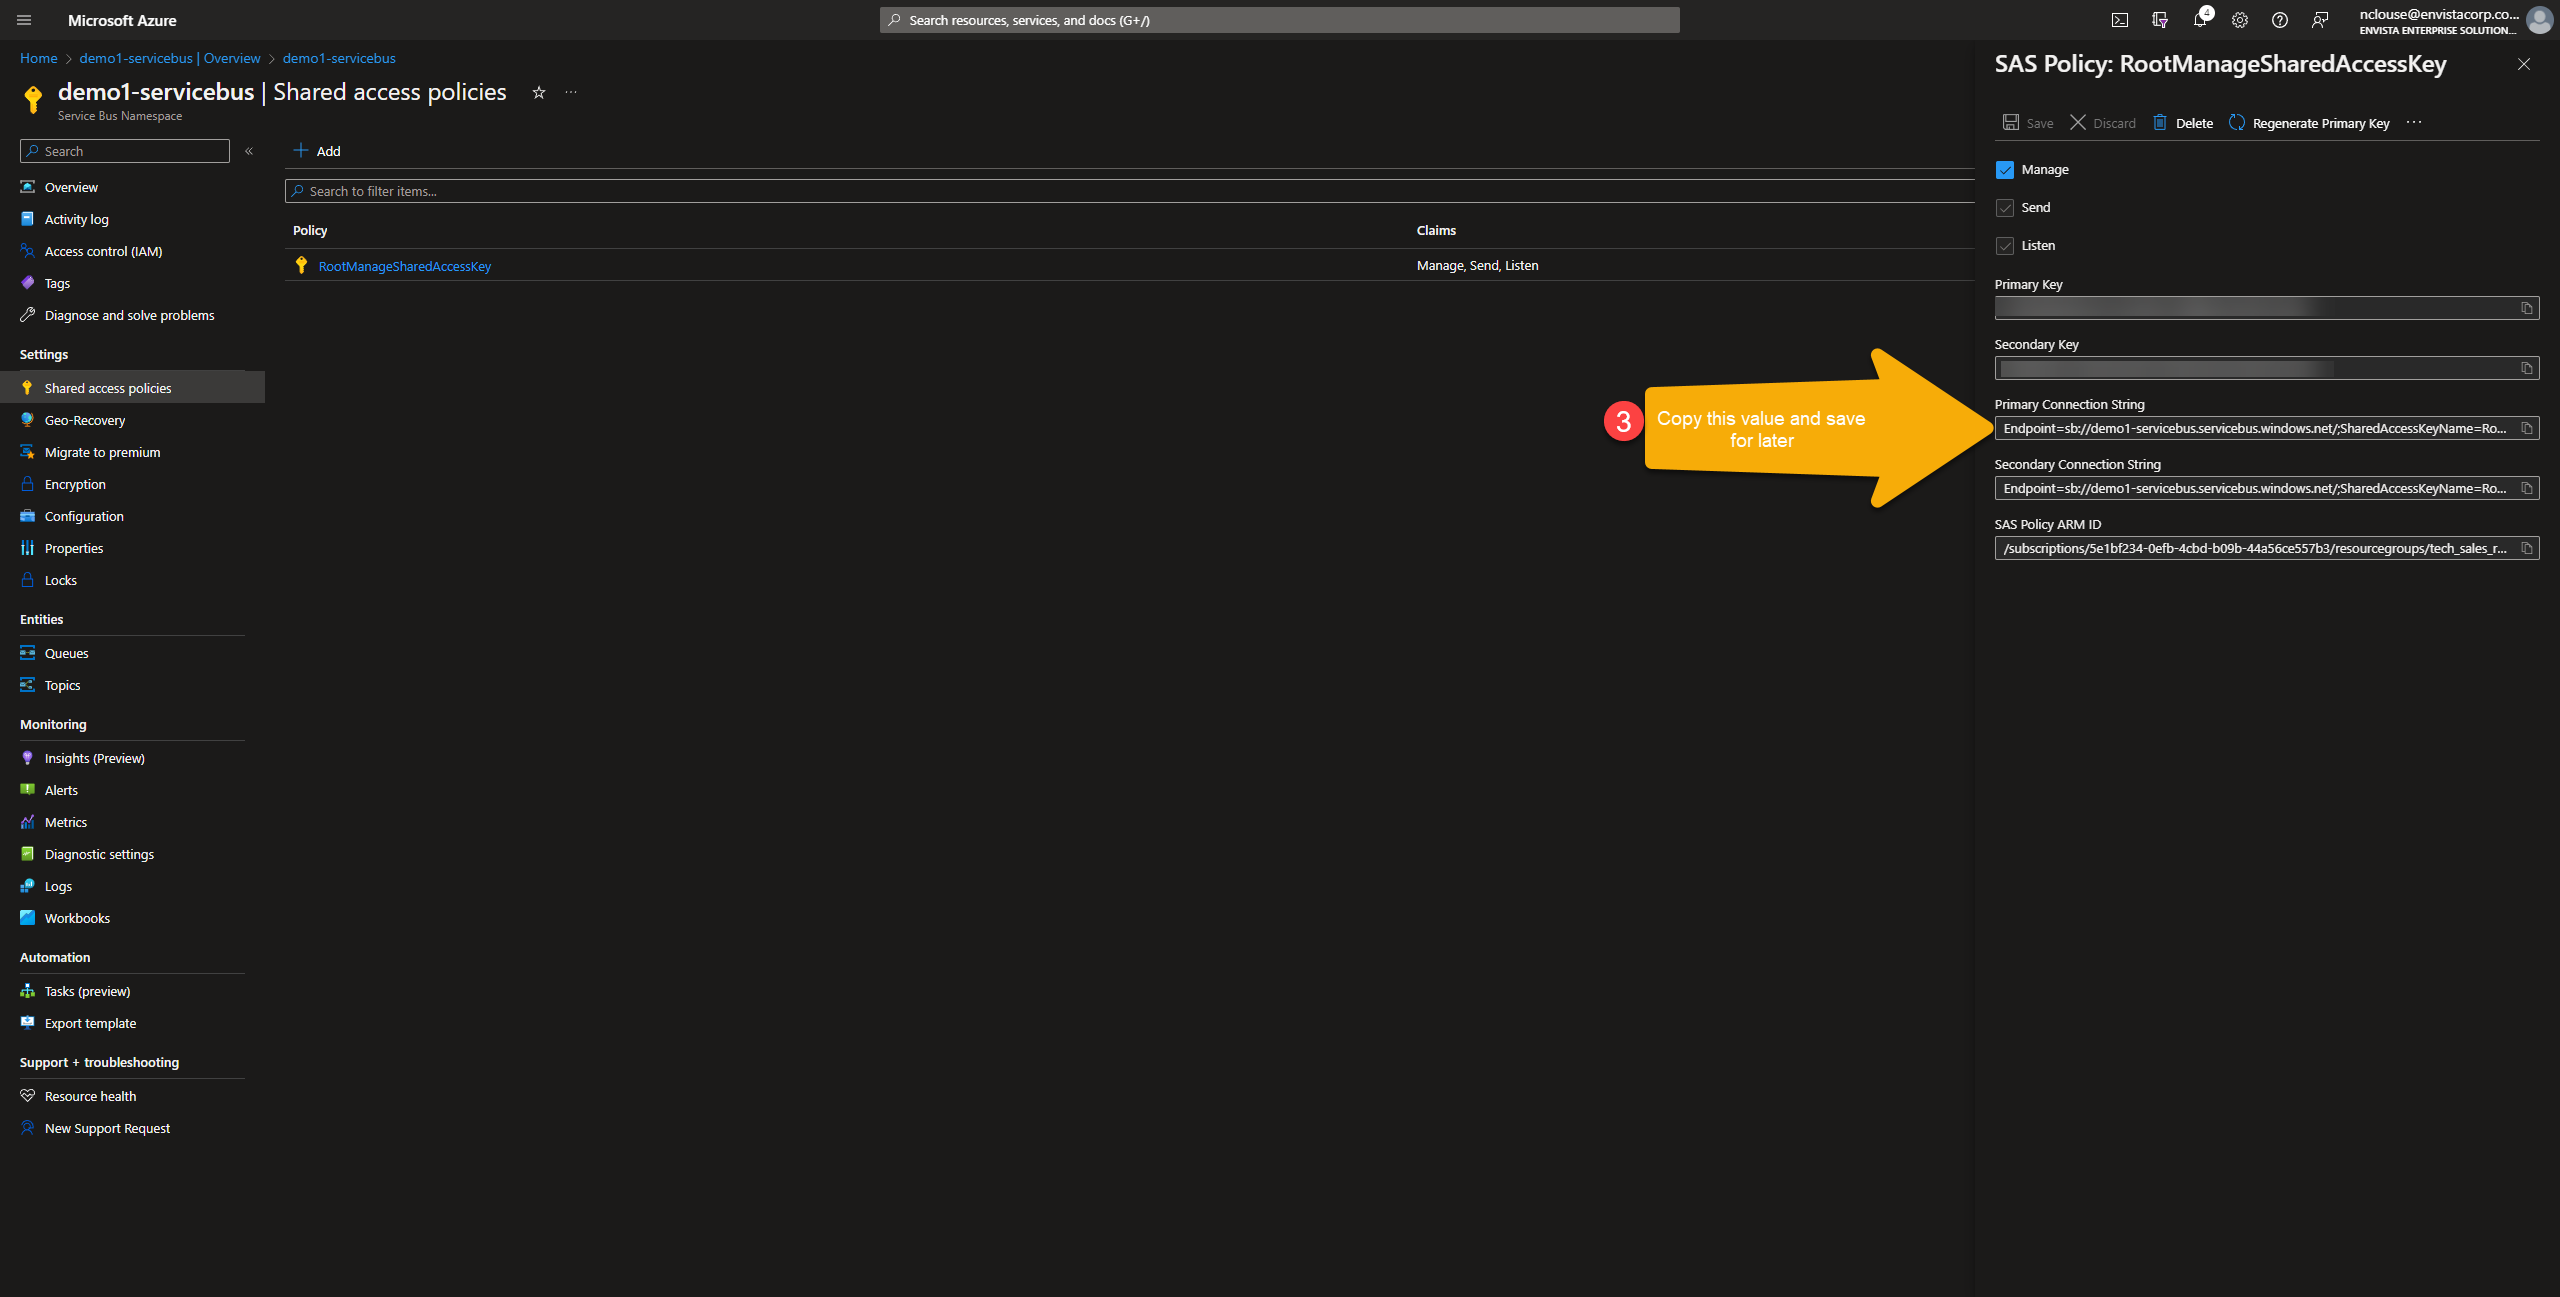 Microsoft Azure
Search resources, services, and docs (G+/)
4
nclouse@envistacorp.co...
ENVISTA ENTERPRISE SOLUTION...
Home > demo1-servicebus | Overview > demo1-servicebus
demo1-servicebus | Shared access policies
Service Bus Namespace
Search
«
Overview
Activity log
Access control (IAM)
Tags
Diagnose and solve problems
Settings
Shared access policies
Geo-Recovery
Migrate to premium
Encryption
Configuration
Properties
Locks
Entities
Queues
Topics
Monitoring
Insights (Preview)
Alerts
Metrics
Diagnostic settings
Logs
Workbooks
Automation
Tasks (preview)
Export template
Support + troubleshooting
Resource health
New Support Request
Add
Search to filter items...
Policy Claims
RootManageSharedAccessKey Manage, Send, Listen
3
Copy this value and save
for later
SAS Policy: RootManageSharedAccessKey
Save Discard Delete Regenerate Primary Key ...
Manage
Send
Listen
Primary Key
Secondary Key
Primary Connection String
Endpoint=sb://demo1-servicebus.servicebus.windows.net/;SharedAccessKeyName=Ro...
Secondary Connection String
Endpoint=sb://demo1-servicebus.servicebus.windows.net/;SharedAccessKeyName=Ro...
SAS Policy ARM ID
/subscriptions/5e1bf234-0efb-4cbd-b09b-44a56ce557b3/resourcegroups/tech_sales_r...